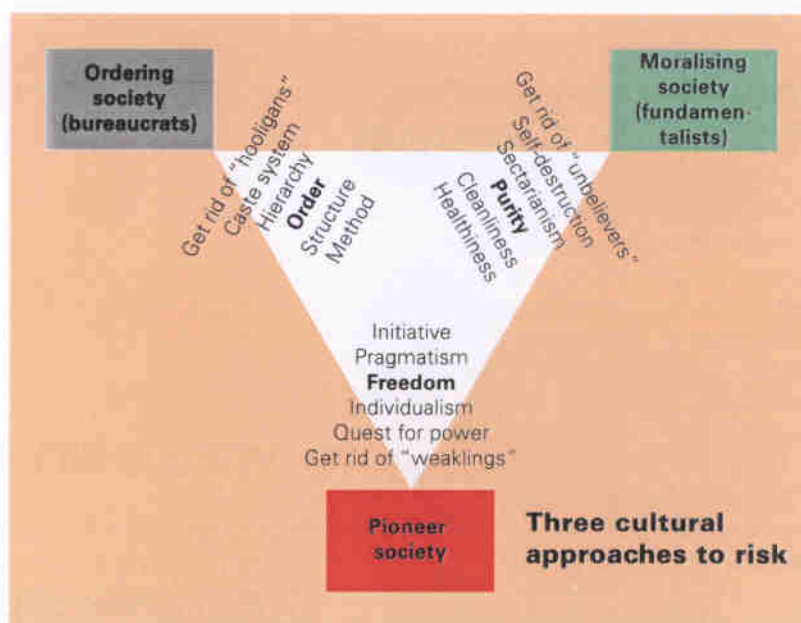 Ordering
society
(bureaucrats)
Moralising
society
(fundamen-
talists)
Get rid of "hooligans"
Caste system
Hierarchy
Order
Structure
Method
Get rid of "unbelievers"
Self-destruction
Sectarianism
Purity
Cleanliness
Healthiness
Initiative
Pragmatism
Freedom
Individualism
Quest for power
Get rid of "weaklings"
Pioneer
society
Three cultural
approaches to risk